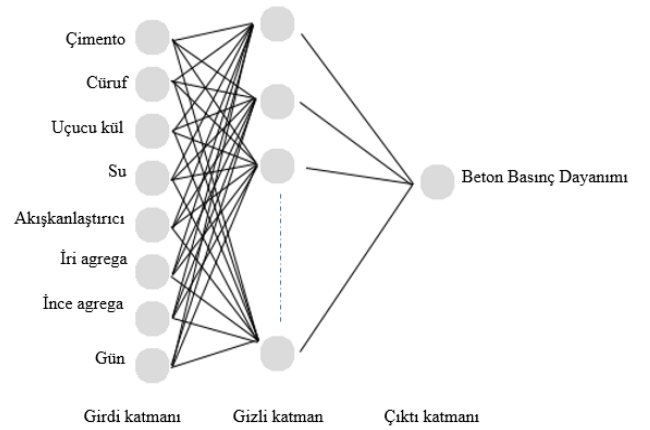 Çimento
Cüruf
Uçucu kül
Su
Akışkanlaştırıcı
İri agrega
İnce agrega
Gün
Beton Basınç Dayanımı
Girdi katmanı
Gizli katman
Çıktı katmanı